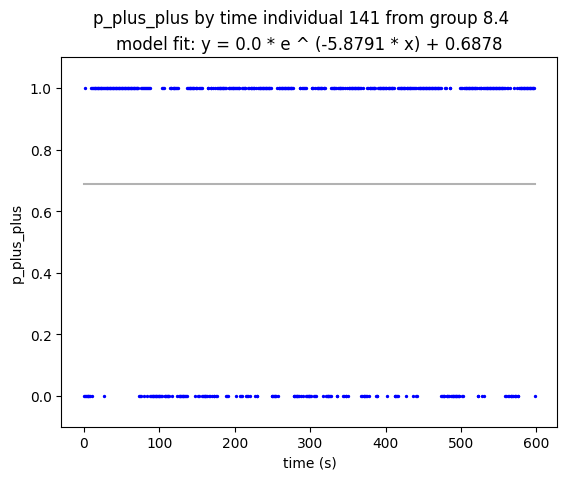 p_plus_plus by time individual 141 from group 8.4
model fit: y = 0.0 * e ^ (-5.8791 * x) + 0.6878
1.0
0.8
0.6
0.4
0.2
0.0
p_plus_plus
0 100 200 300 400 500 600
time (s)